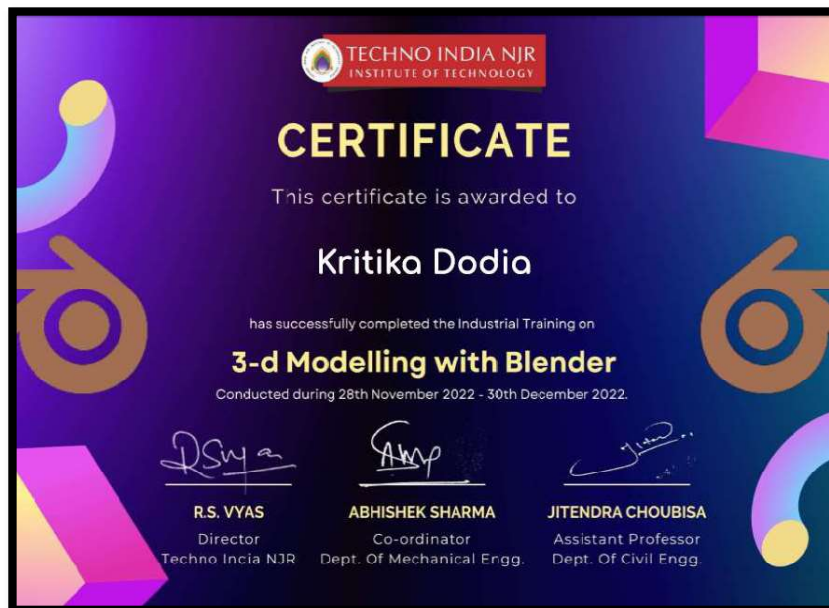 TECHNO INDIA NJR
INSTITUTE OF TECHNOLOGY
CERTIFICATE
This certificate is awarded to
Kritika Dodia
has successfully completed the Industrial Training on
3-d Modelling with Blender
Conducted during 28th November 2022 - 30th December 2022.
R.S. VYAS
Director
Techno Incia NJR
ABHISHEK SHARMA
Co-ordinator
Dept. Of Mechanical Engg.
JITENDRA CHOUBISA
Assistant Professor
Dept. Of Civil Engg.